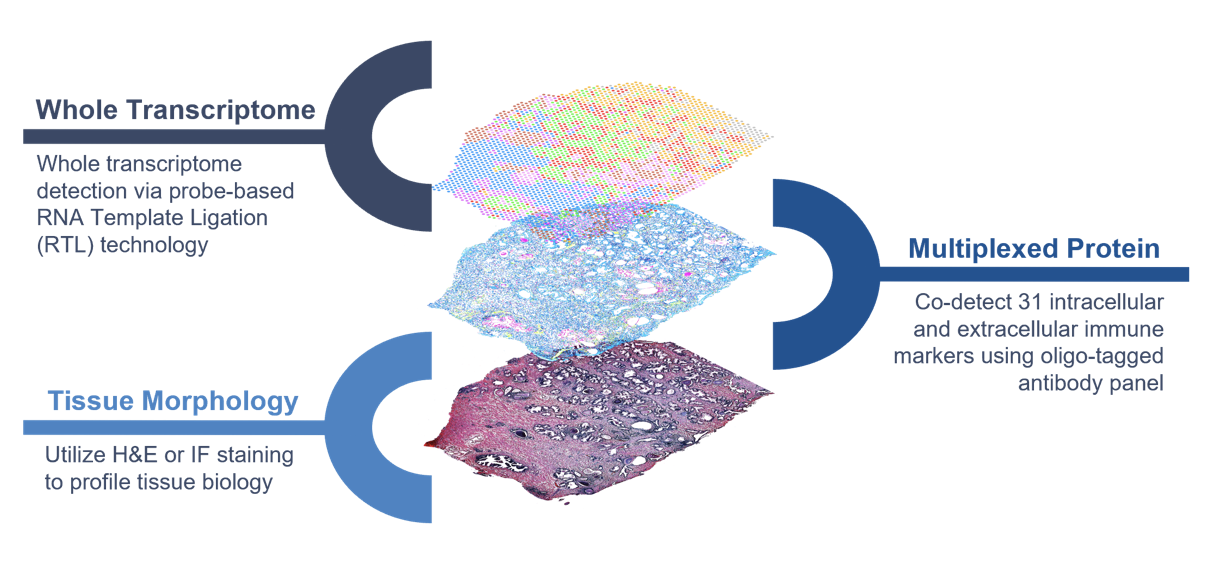 Whole Transcriptome
Whole transcriptome
detection via probe-based
RNA Template Ligation
(RTL) technology
Multiplexed Protein
Co-detect 31 intracellular
and extracellular immune
markers using oligo-tagged
antibody panel
Tissue Morphology
Utilize H&E or IF staining
to profile tissue biology